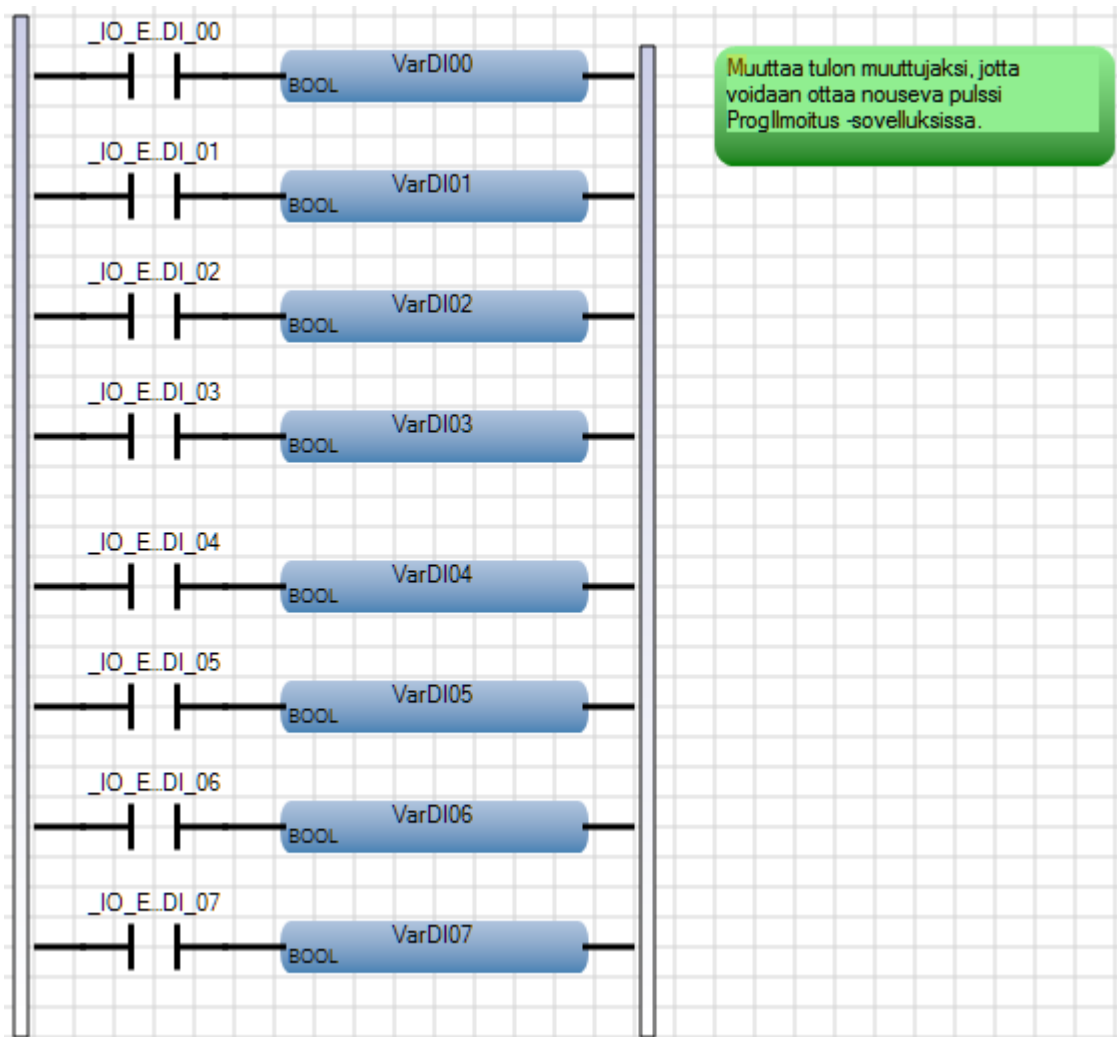 _IO_E..DI_00
VarDI00
BOOL
Muuttaa tulon muuttujaksi, jotta
voidaan ottaa nouseva pulssi
ProgIlmoitus -sovelluksissa.
_IO_E..DI_01
VarDI01
BOOL
_IO_E..DI_02
VarDI02
BOOL
_IO_E..DI_03
VarDI03
BOOL
_IO_E..DI_04
VarDI04
BOOL
_IO_E..DI_05
VarDI05
BOOL
_IO_E..DI_06
VarDI06
BOOL
_IO_E..DI_07
VarDI07
BOOL